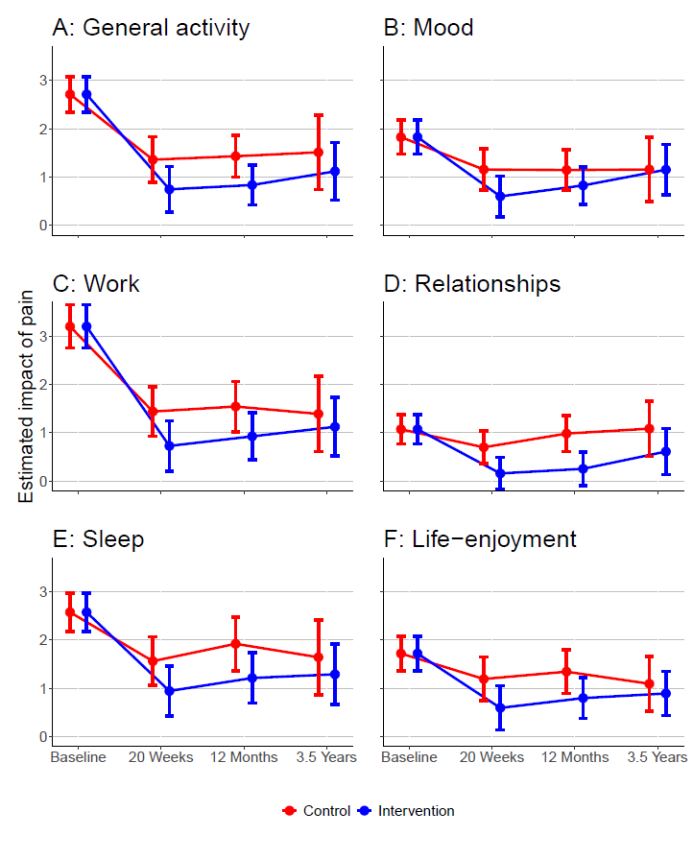 A: General activity
B: Mood
3
2
1
0
C: Work
D: Relationships
3
2
1
0
Estimated impact of pain
E: Sleep
F: Life−enjoyment
3
2
1
0
Baseline 20 Weeks 12 Months 3.5 Years
Baseline 20 Weeks 12 Months 3.5 Years
Control Intervention